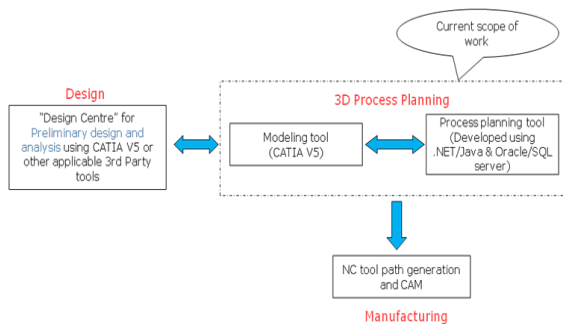 Current scope of
work
Design
3D Process Planning
"Design Centre" for
Preliminary design and
analysis using CATIA V5 or
other applicable 3rd Party
tools
Modeling tool
(CATIA V5)
Process planning tool
(Developed using
.NET/Java & Oracle/SQL
server)
NC tool path generation
and CAM
Manufacturing